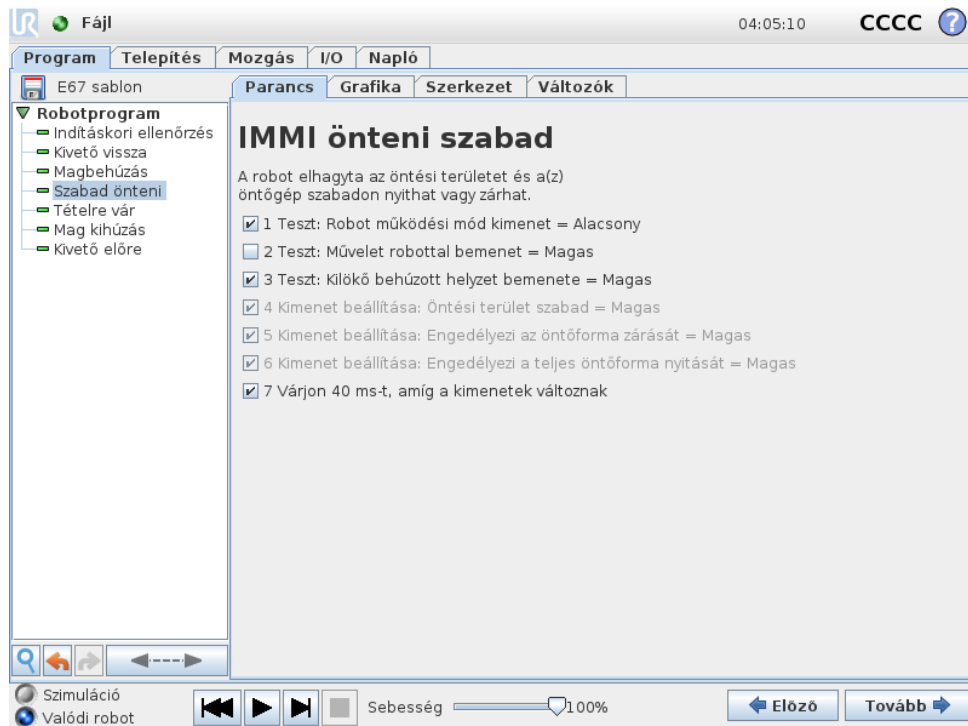 UR Fájl 04:05:10 CCCC ?
Program Telepítés Mozgás I/O Napló
E67 sablon
Parancs Grafika Szerkezet Változók
Robotprogram
Indításkori ellenőrzés
Kivető vissza
Magbehúzás
Szabad önteni
Tételre vár
Mag kihúzás
Kivető előre
IMMI önteni szabad
A robot elhagyta az öntési területet és a(z)
öntőgép szabadon nyithat vagy zárhat.
1 Teszt: Robot működési mód kimenet = Alacsony
2 Teszt: Művelet robottal bemenet = Magas
3 Teszt: Kilökő behúzott helyzet bemenete = Magas
4 Kimenet beállítása: Öntési terület szabad = Magas
5 Kimenet beállítása: Engedélyezi az öntőforma zárását = Magas
6 Kimenet beállítása: Engedélyezi a teljes öntőforma nyitását = Magas
7 Várjon 40 ms-t, amíg a kimenetek változnak
Szimuláció
Valódi robot
Sebesség 100%
Előző
Tovább